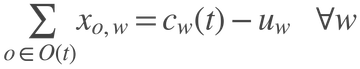 ∑_{o ∈ O(t)} x_{o, w} = c_w(t) − u_w ∀w